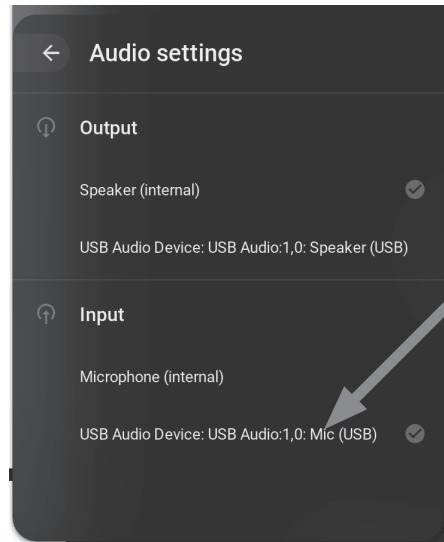 Audio settings
Output
Speaker (internal)
USB Audio Device: USB Audio:1,0: Speaker (USB)
Input
Microphone (internal)
USB Audio Device: USB Audio:1,0: Mic (USB)